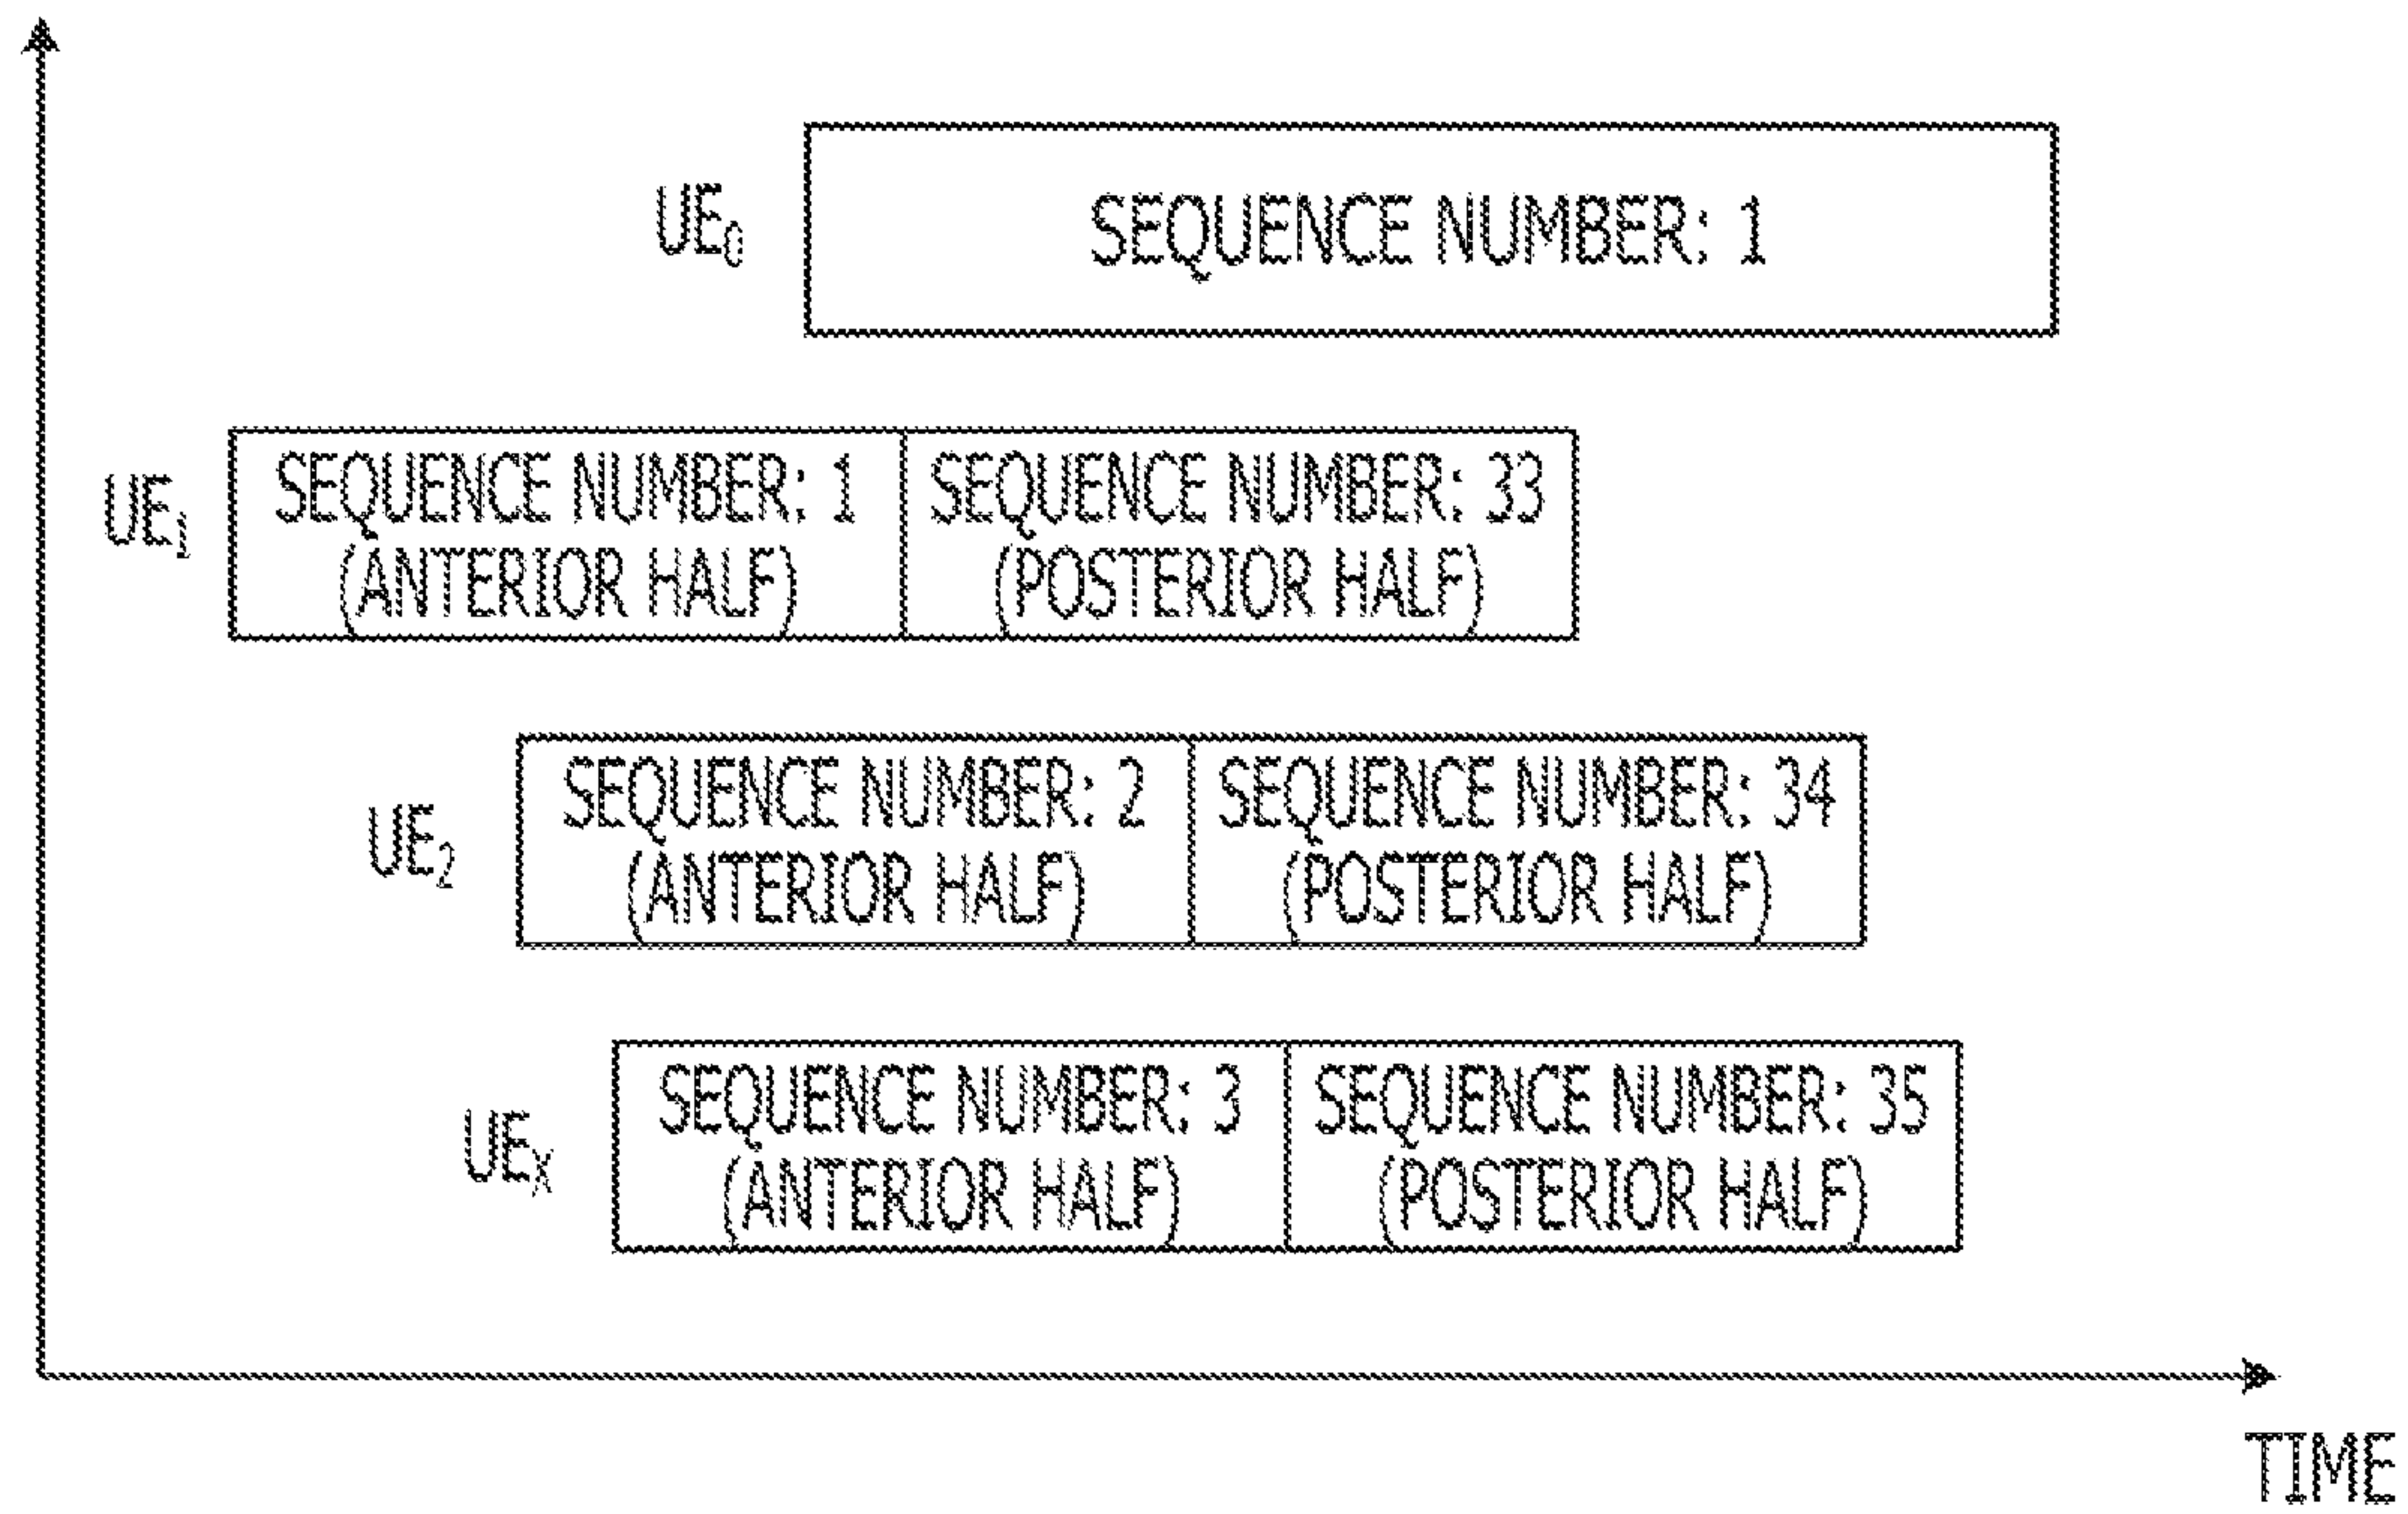 UE₀
SEQUENCE NUMBER: 1
UE₁
SEQUENCE NUMBER: 1
(ANTERIOR HALF)
SEQUENCE NUMBER: 33
(POSTERIOR HALF)
UE₂
SEQUENCE NUMBER: 2
(ANTERIOR HALF)
SEQUENCE NUMBER: 34
(POSTERIOR HALF)
UEₓ
SEQUENCE NUMBER: 3
(ANTERIOR HALF)
SEQUENCE NUMBER: 35
(POSTERIOR HALF)
TIME